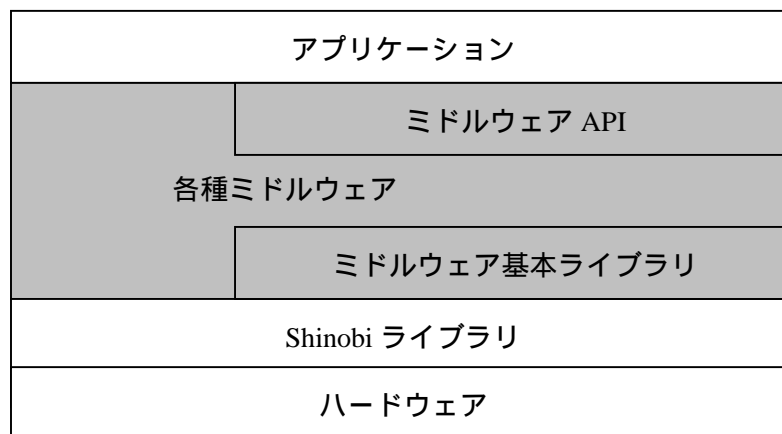 アプリケーション
ミドルウェア API
各種ミドルウェア
ミドルウェア基本ライブラリ
Shinobi ライブラリ
ハードウェア